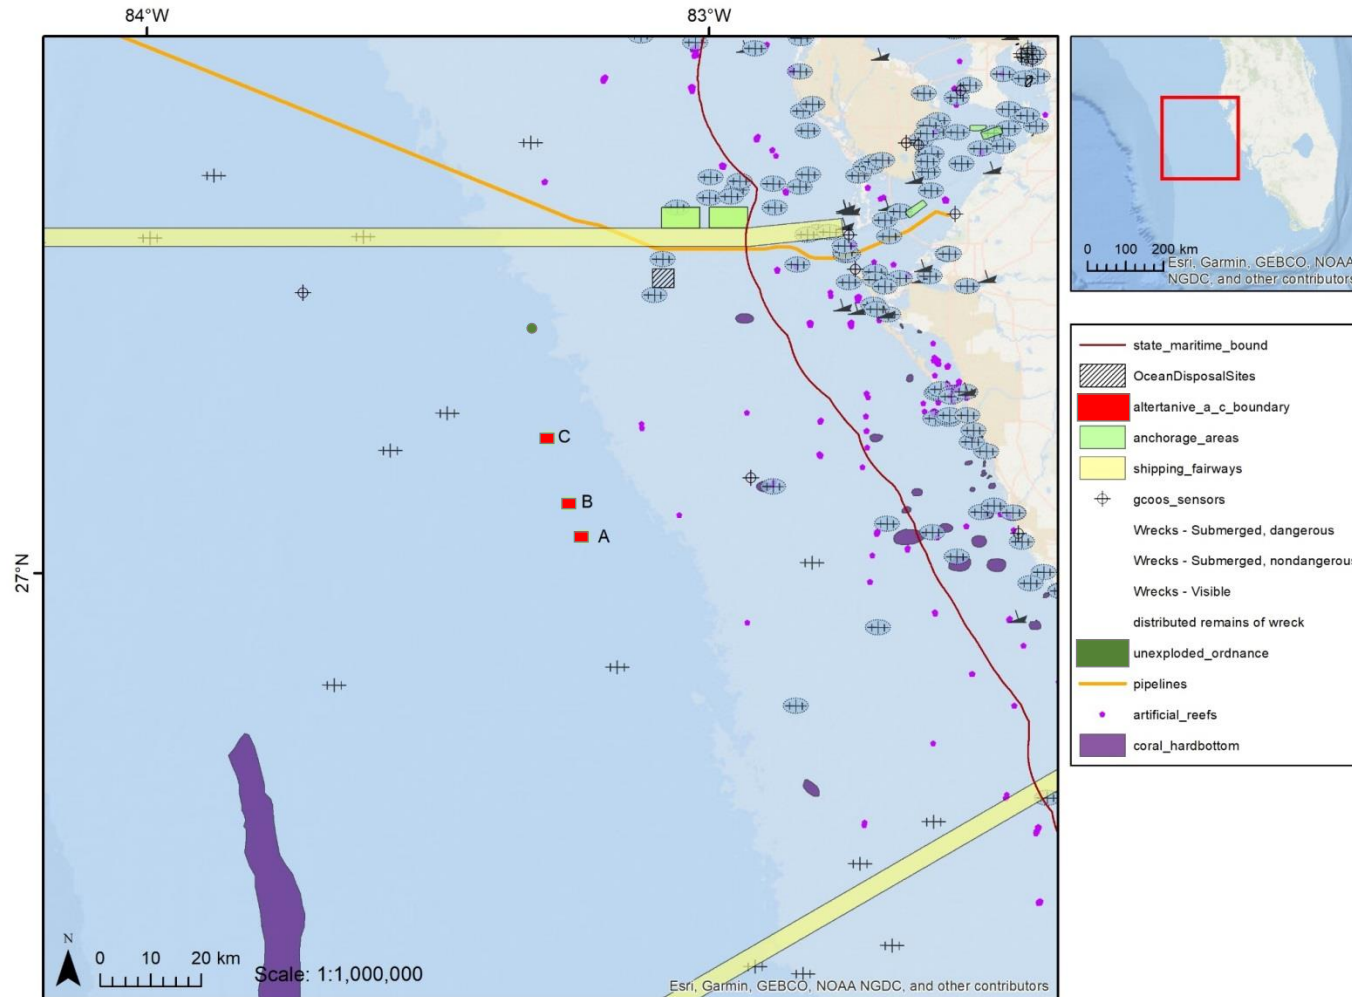 84°W
83°W
27°N
C
B
A
N
0 10 20 km
Scale: 1:1,000,000
Esri, Garmin, GEBCO, NOAA NGDC, and other contributors
0 100 200 km
Esri, Garmin, GEBCO, NOAA
NGDC, and other contributors
state_maritime_bound
OceanDisposalSites
altertanive_a_c_boundary
anchorage_areas
shipping_fairways
gcoos_sensors
Wrecks - Submerged, dangerous
Wrecks - Submerged, nondangerous
Wrecks - Visible
distributed remains of wreck
unexploded_ordnance
pipelines
artificial_reefs
coral_hardbottom